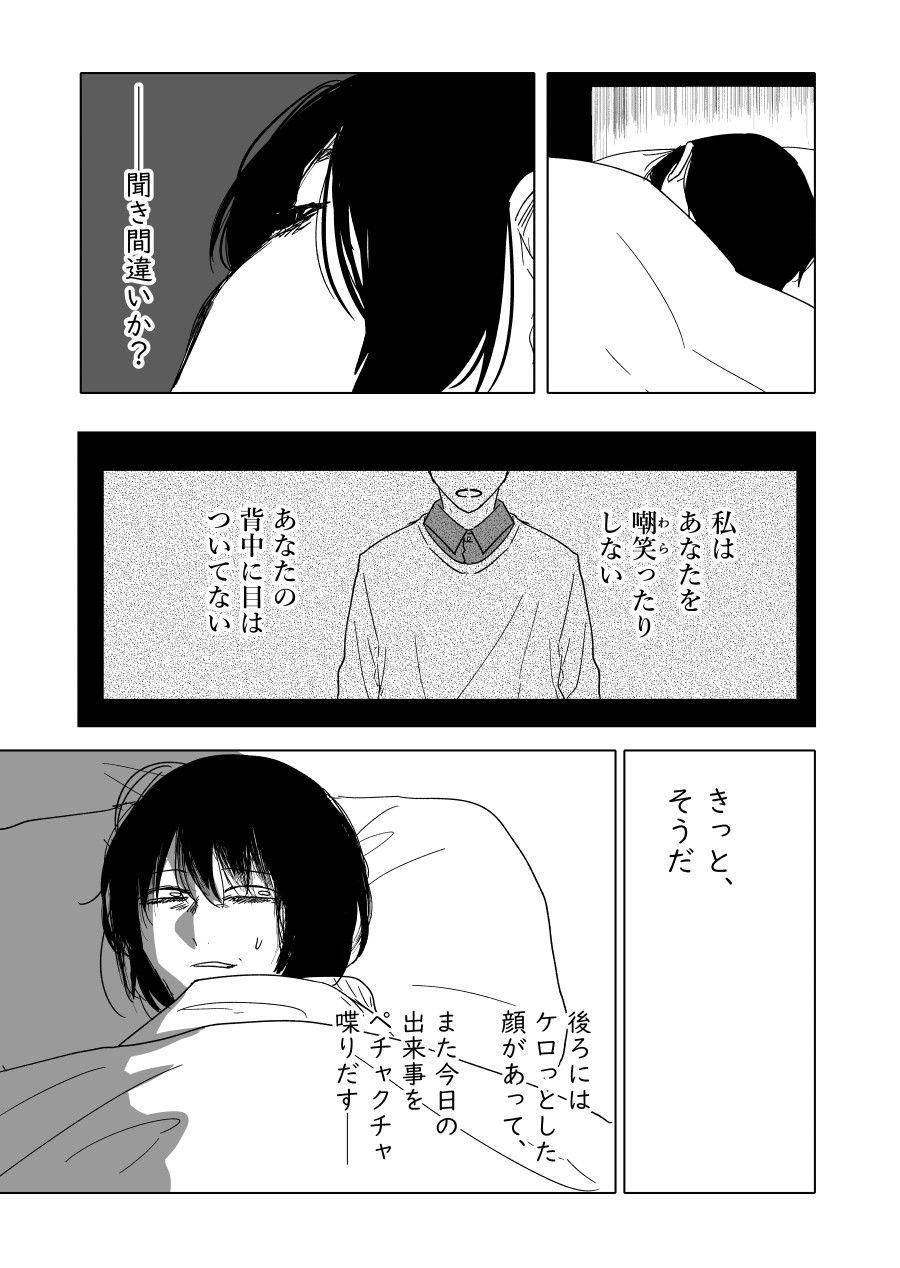 ――聞き間違いか？
私は
あなたを
嘲笑ったり
わら
しない
あなたの
背中に目は
ついてない
きっと、
そうだ
後ろには
ケロっとした
顔があって、
また今日の
出来事を
ペチャクチャ
喋りだす――